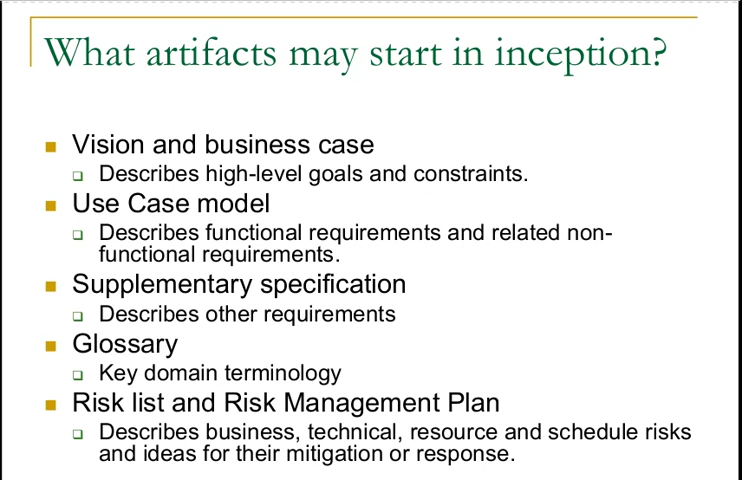 What artifacts may start in inception?
Vision and business case
Describes high-level goals and constraints.
Use Case model
Describes functional requirements and related non-
functional requirements.
Supplementary specification
Describes other requirements
Glossary
Key domain terminology
Risk list and Risk Management Plan
Describes business, technical, resource and schedule risks
and ideas for their mitigation or response.